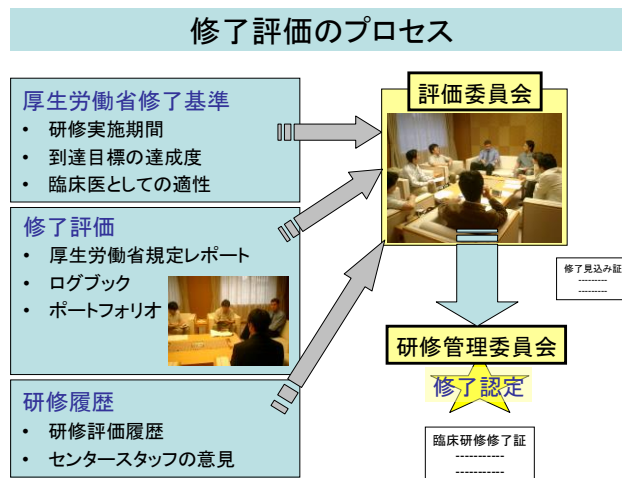 修了評価のプロセス
厚生労働省修了基準
• 研修実施期間
• 到達目標の達成度
• 臨床医としての適性
修了評価
• 厚生労働省規定レポート
• ログブック
• ポートフォリオ
研修履歴
• 研修評価履歴
• センタースタッフの意見
評価委員会
修了見込み証
---------
---------
研修管理委員会
修了認定
臨床研修修了証
-----------
-----------